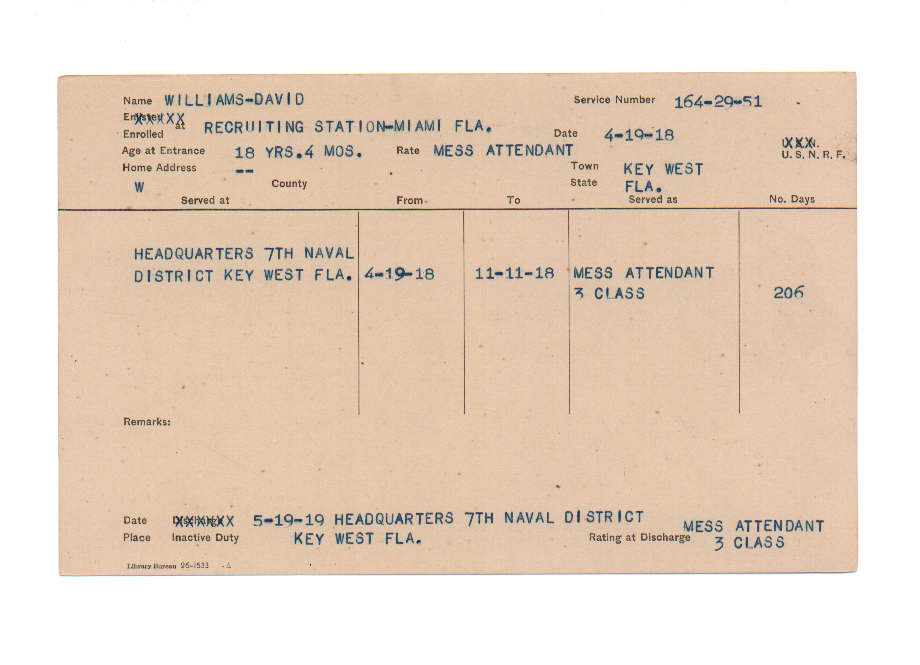 Name WILLIAMS-DAVID Service Number 164-29-51
Enlisted XXXXX
Enrolled at RECRUITING STATION-MIAMI FLA. Date 4-19-18 XXX
Age at Entrance 18 YRS.4 MOS. Rate MESS ATTENDANT U. S. N. R. F.
Home Address -- Town KEY WEST
W County State FLA.
Served at From To Served as No. Days
HEADQUARTERS 7TH NAVAL
DISTRICT KEY WEST FLA. 4-19-18 11-11-18 MESS ATTENDANT
3 CLASS 206
Remarks:
Date Discharge XXXXXX 5-19-19 HEADQUARTERS 7TH NAVAL DISTRICT MESS ATTENDANT
Place Inactive Duty KEY WEST FLA. Rating at Discharge 3 CLASS
Library Bureau 26-1533